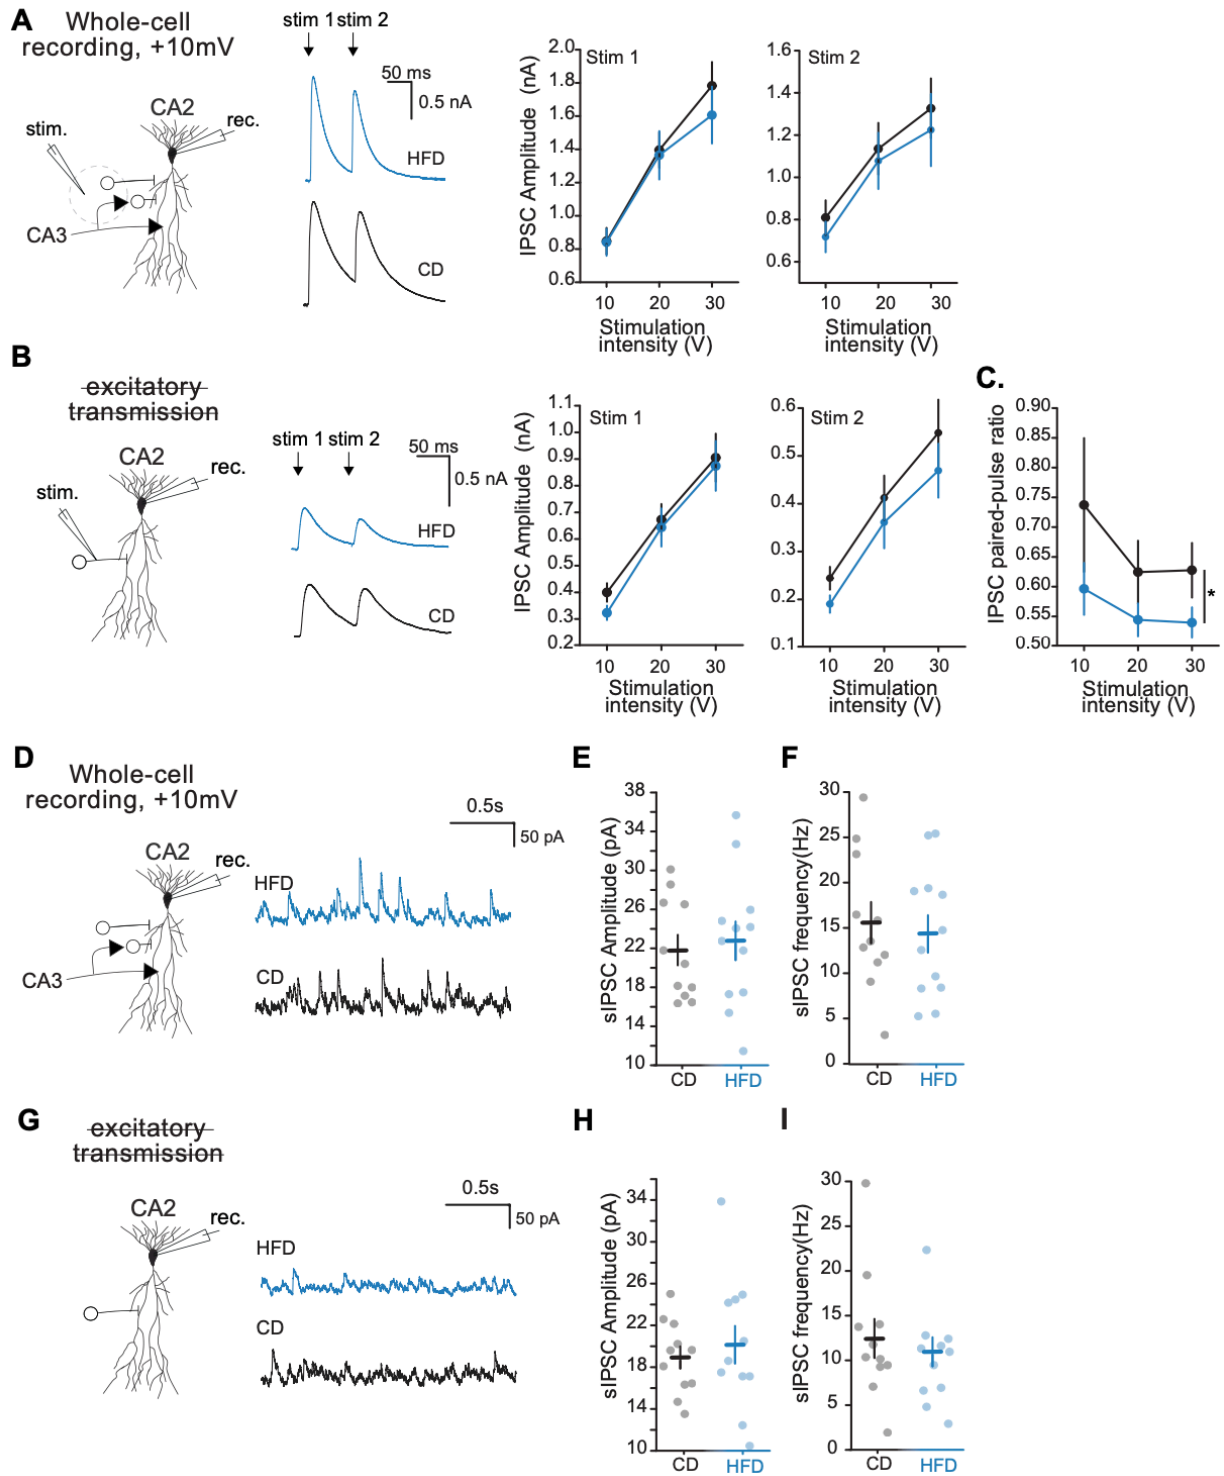 A
Whole-cell
recording, +10mV
stim 1 stim 2
50 ms
0.5 nA
CA2
stim.
rec.
CA3
HFD
CD
IPSC Amplitude (nA)
Stim 1
2.0
1.8
1.6
1.4
1.2
1.0
0.8
0.6
10 20 30
Stimulation
intensity (V)
Stim 2
1.6
1.4
1.2
1.0
0.8
0.6
10 20 30
Stimulation
intensity (V)
B
excitatory
transmission
CA2
stim.
rec.
stim 1 stim 2
50 ms
0.5 nA
HFD
CD
IPSC Amplitude (nA)
Stim 1
1.1
1.0
0.9
0.8
0.7
0.6
0.5
0.4
0.3
0.2
10 20 30
Stimulation
intensity (V)
Stim 2
0.6
0.5
0.4
0.3
0.2
0.1
10 20 30
Stimulation
intensity (V)
C.
IPSC paired-pulse ratio
0.90
0.85
0.80
0.75
0.70
0.65
0.60
0.55
0.50
*
10 20 30
Stimulation
intensity (V)
D
Whole-cell
recording, +10mV
CA2
rec.
CA3
0.5s
50 pA
HFD
CD
E
sIPSC Amplitude (pA)
38
34
30
26
22
18
14
10
CD HFD
F
sIPSC frequency(Hz)
30
25
20
15
10
5
0
CD HFD
G
excitatory
transmission
CA2
rec.
0.5s
50 pA
HFD
CD
H
sIPSC Amplitude (pA)
34
30
26
22
18
14
10
CD HFD
I
sIPSC frequency(Hz)
30
25
20
15
10
5
0
CD HFD